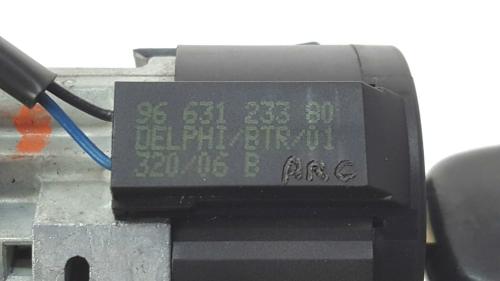 96 631 233 80
DELPHI/BTR/01
320/06 B
ARC